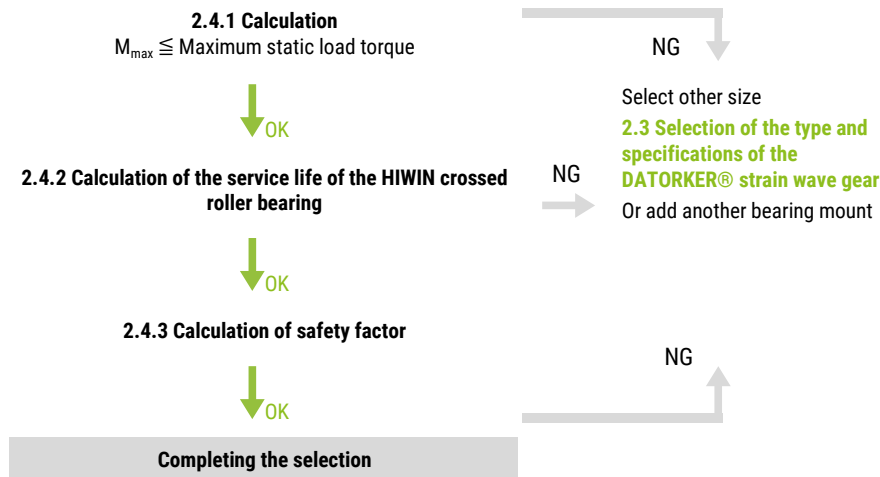 2.4.1 Calculation
Mmax ≦ Maximum static load torque
NG
OK
Select other size
2.3 Selection of the type and
specifications of the
DATORKER® strain wave gear
Or add another bearing mount
2.4.2 Calculation of the service life of the HIWIN crossed
roller bearing
NG
OK
2.4.3 Calculation of safety factor
NG
OK
Completing the selection